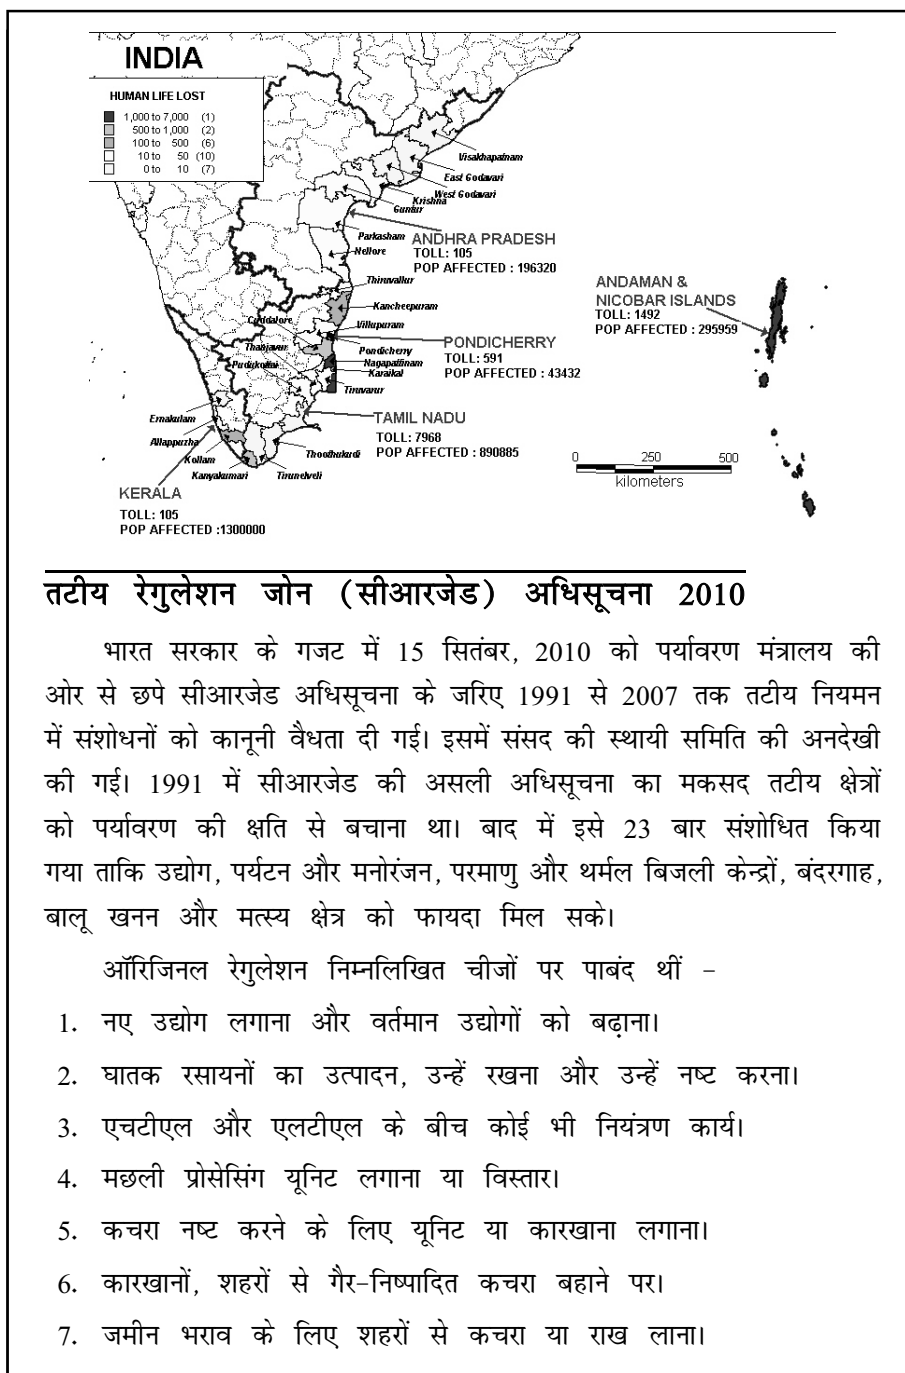 INDIA
HUMAN LIFE LOST
1,000 to 7,000 (1)
500 to 1,000 (2)
100 to 500 (6)
10 to 50 (10)
0 to 10 (7)
Visakhapatnam
East Godavari
West Godavari
Krishna
Guntur
Parkasham
ANDHRA PRADESH
TOLL: 105
POP AFFECTED : 196320
Nellore
Thiruvallur
Kancheepuram
ANDAMAN &
NICOBAR ISLANDS
TOLL: 1492
POP AFFECTED : 295959
Cuddalore
Villupuram
PONDICHERRY
TOLL: 591
POP AFFECTED : 43432
Thanjavur
Pondicherry
Nagapattinam
Pudukottai
Karaikal
Tiruvarur
Ernakulam
TAMIL NADU
TOLL: 7968
POP AFFECTED : 890885
Allappuzha
Kollam
Thoothukudi
Kanyakumari
Tirunelveli
0 250 500
kilometers
KERALA
TOLL: 105
POP AFFECTED :1300000
तटीय रेगुलेशन जोन (सीआरजेड) अधिसूचना 2010
भारत सरकार के गजट में 15 सितंबर, 2010 को पर्यावरण मंत्रालय की
ओर से छपे सीआरजेड अधिसूचना के जरिए 1991 से 2007 तक तटीय नियमन
में संशोधनों को कानूनी वैधता दी गई। इसमें संसद की स्थायी समिति की अनदेखी
की गई। 1991 में सीआरजेड की असली अधिसूचना का मकसद तटीय क्षेत्रों
को पर्यावरण की क्षति से बचाना था। बाद में इसे 23 बार संशोधित किया
गया ताकि उद्योग, पर्यटन और मनोरंजन, परमाणु और थर्मल बिजली केन्द्रों, बंदरगाह,
बालू खनन और मत्स्य क्षेत्र को फायदा मिल सके।
ऑरिजिनल रेगुलेशन निम्नलिखित चीजों पर पाबंद थीं -
1. नए उद्योग लगाना और वर्तमान उद्योगों को बढ़ाना।
2. घातक रसायनों का उत्पादन, उन्हें रखना और उन्हें नष्ट करना।
3. एचटीएल और एलटीएल के बीच कोई भी नियंत्रण कार्य।
4. मछली प्रोसेसिंग यूनिट लगाना या विस्तार।
5. कचरा नष्ट करने के लिए यूनिट या कारखाना लगाना।
6. कारखानों, शहरों से गैर-निष्पादित कचरा बहाने पर।
7. जमीन भराव के लिए शहरों से कचरा या राख लाना।